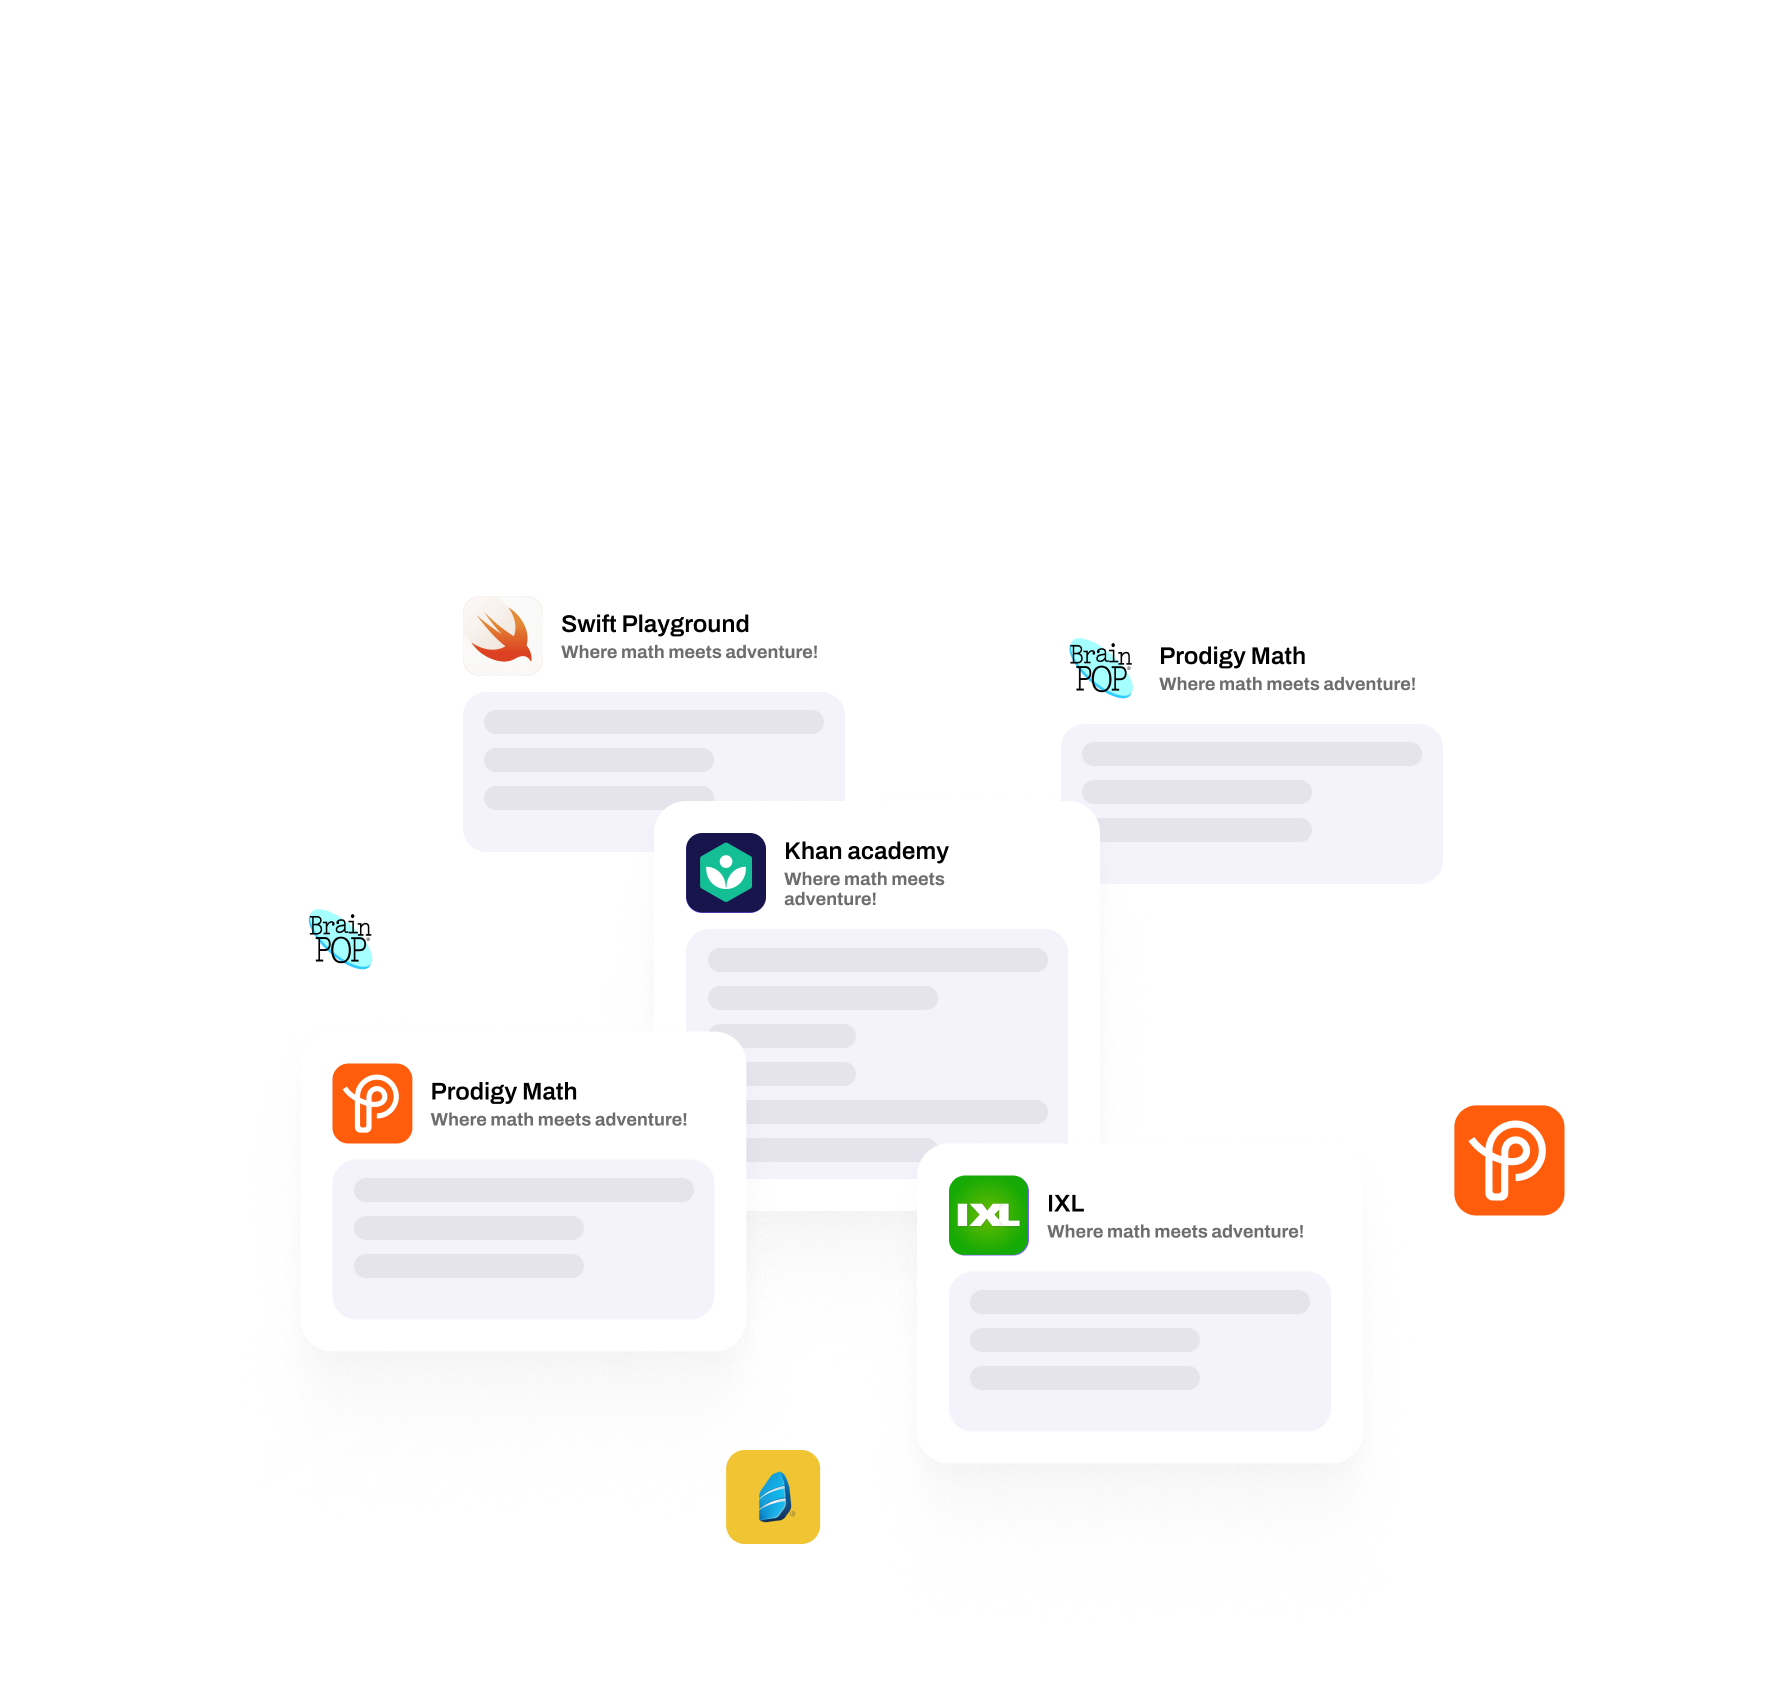 Swift Playground
Where math meets adventure!
Brain
POP
Prodigy Math
Where math meets adventure!
Khan academy
Where math meets
adventure!
Brain
POP
Prodigy Math
Where math meets adventure!
IXL
IXL
Where math meets adventure!